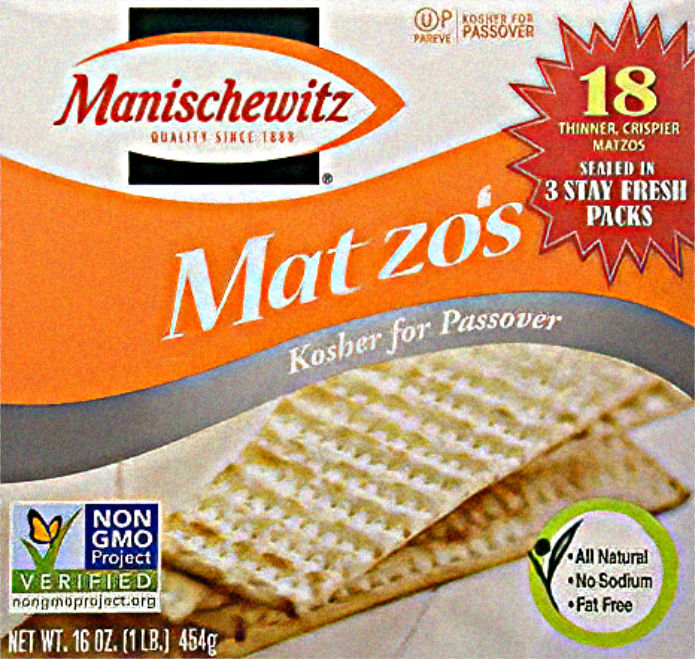 U P
PAREVE
KOSHER FOR
PASSOVER
Manischewitz
QUALITY SINCE 1888
®
18
THINNER, CRISPIER
MATZOS
SEALED IN
3 STAY FRESH
PACKS
Matzo's
Kosher for Passover
NON
GMO
Project
VERIFIED
nongmoproject.org
• All Natural
• No Sodium
• Fat Free
NET WT. 16 OZ. (1 LB.) 454g